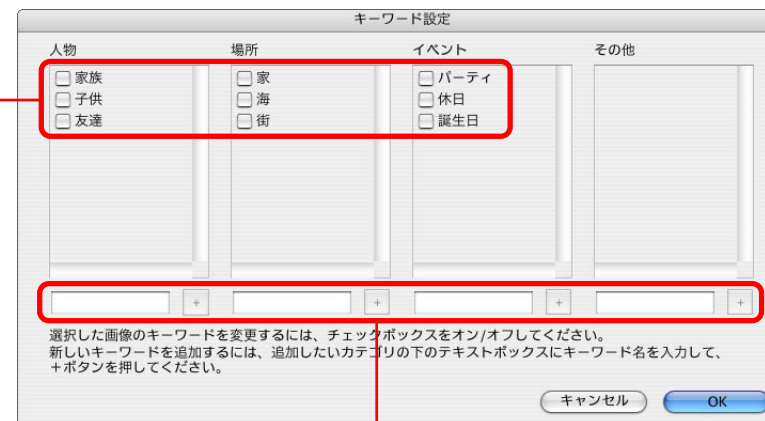 キーワード設定
人物 場所 イベント その他
家族 家 パーティ
子供 海 休日
友達 街 誕生日
+ + + +
選択した画像のキーワードを変更するには、チェックボックスをオン/オフしてください。
新しいキーワードを追加するには、追加したいカテゴリの下のテキストボックスにキーワード名を入力して、
+ボタンを押してください。
キャンセル OK